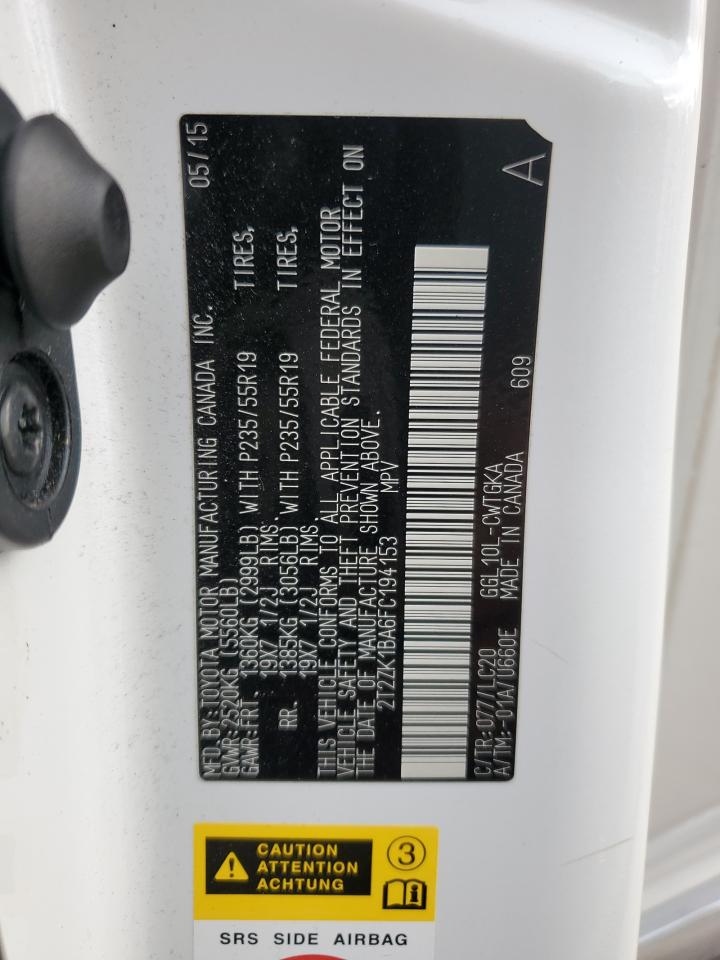 MFD. BY: TOYOTA MOTOR MANUFACTURING CANADA INC. 05/15
GVWR: 2520KG (5560LB)
GAWR: FRT. 1360KG (2999LB) WITH P235/55R19 TIRES,
19X7 1/2J RIMS.
RR. 1385KG (3056LB) WITH P235/55R19 TIRES,
19X7 1/2J RIMS.
THIS VEHICLE CONFORMS TO ALL APPLICABLE FEDERAL MOTOR
VEHICLE SAFETY AND THEFT PREVENTION STANDARDS IN EFFECT ON
THE DATE OF MANUFACTURE SHOWN ABOVE.
2T2ZK1BA6FC194153 MPV
A
C/TR: 077/LC20 GGL10L-CWTGKA 609
A/TM: -01A/U660E MADE IN CANADA
CAUTION
ATTENTION
ACHTUNG
3
SRS SIDE AIRBAG